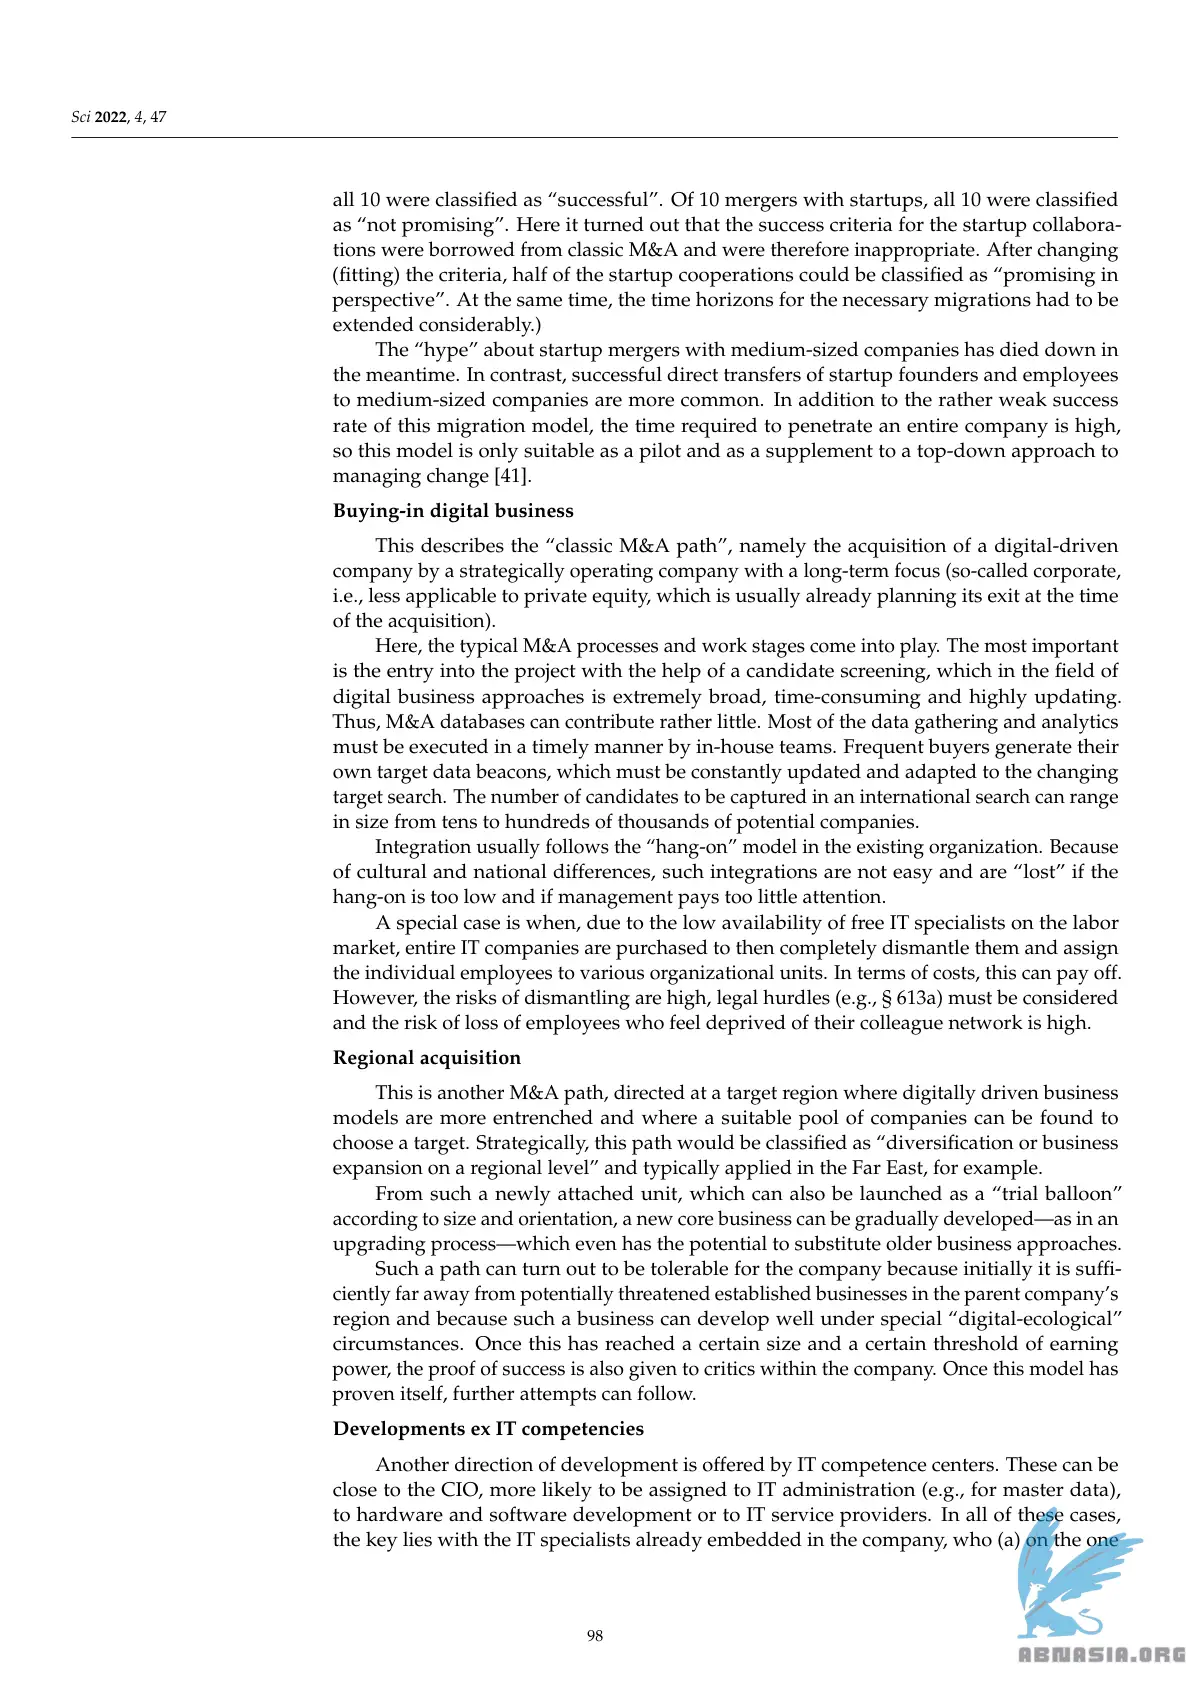 Sci 2022, 4, 47
all 10 were classified as “successful”. Of 10 mergers with startups, all 10 were classified
as “not promising”. Here it turned out that the success criteria for the startup collabora-
tions were borrowed from classic M&A and were therefore inappropriate. After changing
(fitting) the criteria, half of the startup cooperations could be classified as “promising in
perspective”. At the same time, the time horizons for the necessary migrations had to be
extended considerably.)
The “hype” about startup mergers with medium-sized companies has died down in
the meantime. In contrast, successful direct transfers of startup founders and employees
to medium-sized companies are more common. In addition to the rather weak success
rate of this migration model, the time required to penetrate an entire company is high,
so this model is only suitable as a pilot and as a supplement to a top-down approach to
managing change [41].
Buying-in digital business
This describes the “classic M&A path”, namely the acquisition of a digital-driven
company by a strategically operating company with a long-term focus (so-called corporate,
i.e., less applicable to private equity, which is usually already planning its exit at the time
of the acquisition).
Here, the typical M&A processes and work stages come into play. The most important
is the entry into the project with the help of a candidate screening, which in the field of
digital business approaches is extremely broad, time-consuming and highly updating.
Thus, M&A databases can contribute rather little. Most of the data gathering and analytics
must be executed in a timely manner by in-house teams. Frequent buyers generate their
own target data beacons, which must be constantly updated and adapted to the changing
target search. The number of candidates to be captured in an international search can range
in size from tens to hundreds of thousands of potential companies.
Integration usually follows the “hang-on” model in the existing organization. Because
of cultural and national differences, such integrations are not easy and are “lost” if the
hang-on is too low and if management pays too little attention.
A special case is when, due to the low availability of free IT specialists on the labor
market, entire IT companies are purchased to then completely dismantle them and assign
the individual employees to various organizational units. In terms of costs, this can pay off.
However, the risks of dismantling are high, legal hurdles (e.g., § 613a) must be considered
and the risk of loss of employees who feel deprived of their colleague network is high.
Regional acquisition
This is another M&A path, directed at a target region where digitally driven business
models are more entrenched and where a suitable pool of companies can be found to
choose a target. Strategically, this path would be classified as “diversification or business
expansion on a regional level” and typically applied in the Far East, for example.
From such a newly attached unit, which can also be launched as a “trial balloon”
according to size and orientation, a new core business can be gradually developed—as in an
upgrading process—which even has the potential to substitute older business approaches.
Such a path can turn out to be tolerable for the company because initially it is suffi-
ciently far away from potentially threatened established businesses in the parent company’s
region and because such a business can develop well under special “digital-ecological”
circumstances. Once this has reached a certain size and a certain threshold of earning
power, the proof of success is also given to critics within the company. Once this model has
proven itself, further attempts can follow.
Developments ex IT competencies
Another direction of development is offered by IT competence centers. These can be
close to the CIO, more likely to be assigned to IT administration (e.g., for master data),
to hardware and software development or to IT service providers. In all of these cases,
the key lies with the IT specialists already embedded in the company, who (a) on the one
98
ABNASIA.ORG